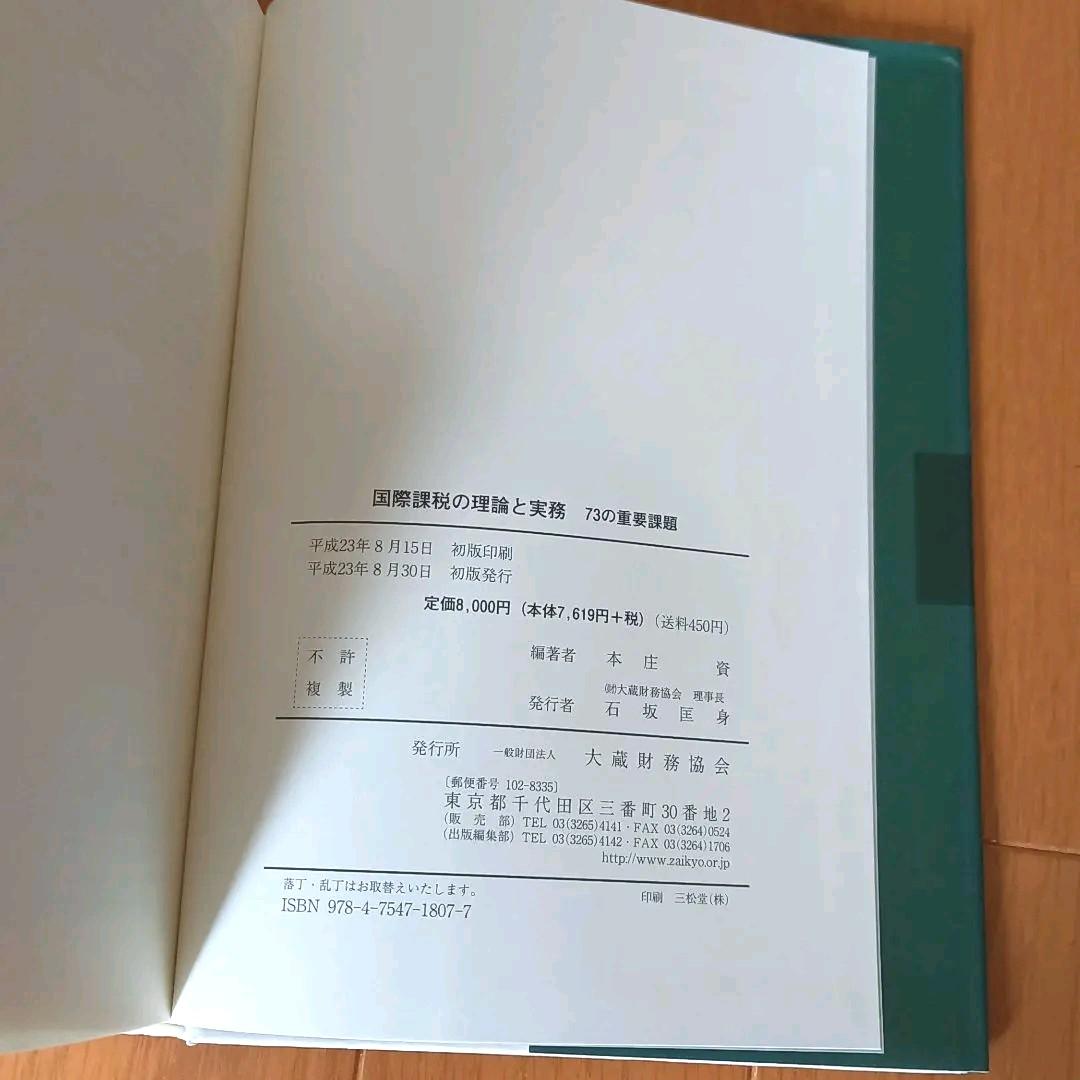 国際課税の理論と実務 73の重要課題
平成23年8月15日 初版印刷
平成23年8月30日 初版発行
定価8,000円(本体7,619円+税)(送料450円)
不許
複製
編著者 本庄 資
㈶大蔵財務協会 理事長
発行者 石坂匡身
発行所 一般財団法人 大蔵財務協会
〔郵便番号 102-8335〕
東京都千代田区三番町30番地2
(販売部) TEL 03(3265)4141・FAX 03(3264)0524
(出版編集部) TEL 03(3265)4142・FAX 03(3264)1706
http://www.zaikyo.or.jp
落丁・乱丁はお取替えいたします。
印刷 三松堂(株)
ISBN 978-4-7547-1807-7